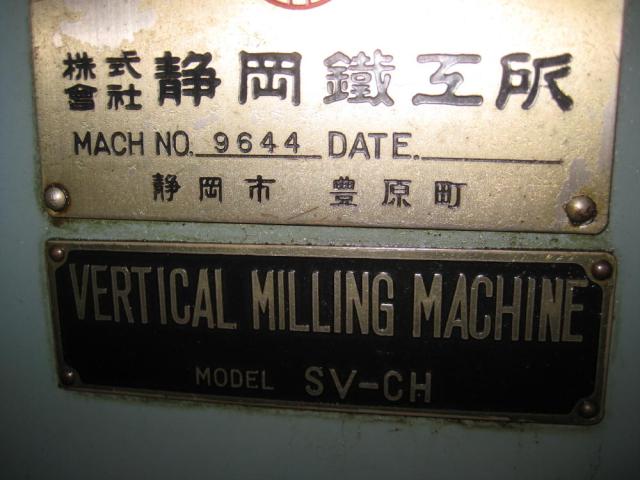 株式會社 静岡鐵工所
MACH NO. 9644 DATE.
静岡市 豊原町
VERTICAL MILLING MACHINE
MODEL SV-CH